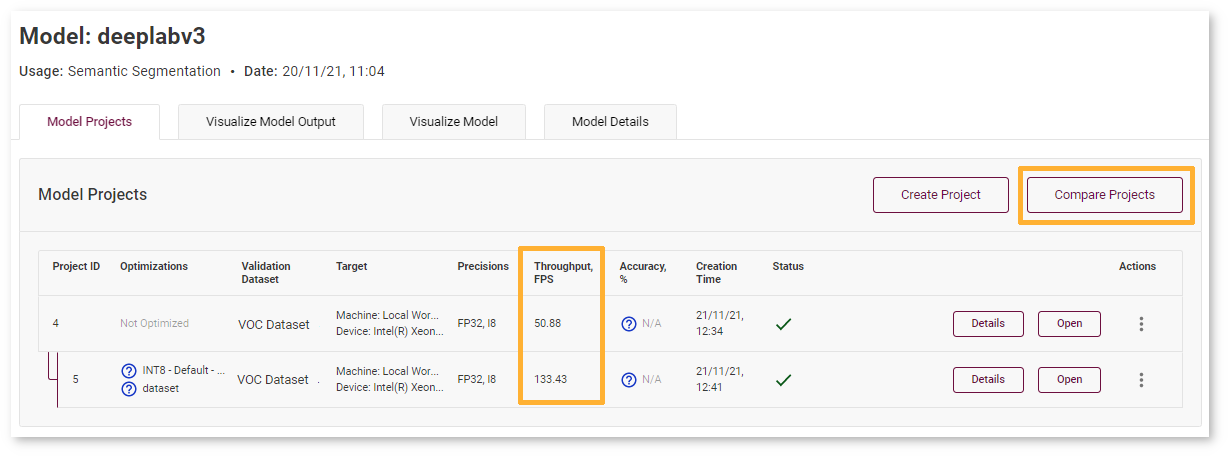 Model: deeplabv3
Usage: Semantic Segmentation • Date: 20/11/21, 11:04
Model Projects Visualize Model Output Visualize Model Model Details
Model Projects Create Project Compare Projects
Project ID Optimizations Validation Dataset Target Precisions Throughput, FPS Accuracy, % Creation Time Status Actions
4 Not Optimized VOC Dataset Machine: Local Wor... Device: Intel(R) Xeon... FP32, I8 50.88 ? N/A 21/11/21, 12:34 Details Open
5 ? INT8 - Default - ... ? dataset VOC Dataset . Machine: Local Wor... Device: Intel(R) Xeon... FP32, I8 133.43 ? N/A 21/11/21, 12:41 Details Open